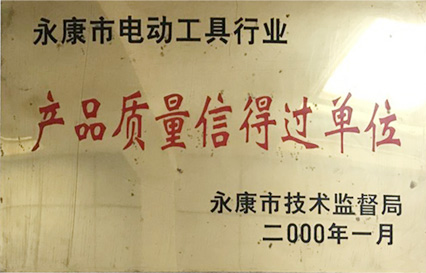 永康市电动工具行业
产品质量信得过单位
永康市技术监督局
二000年一月